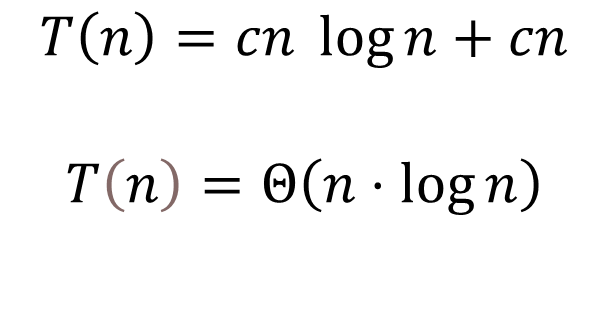 T(n) = cn log n + cn
T(n) = Θ(n · log n)